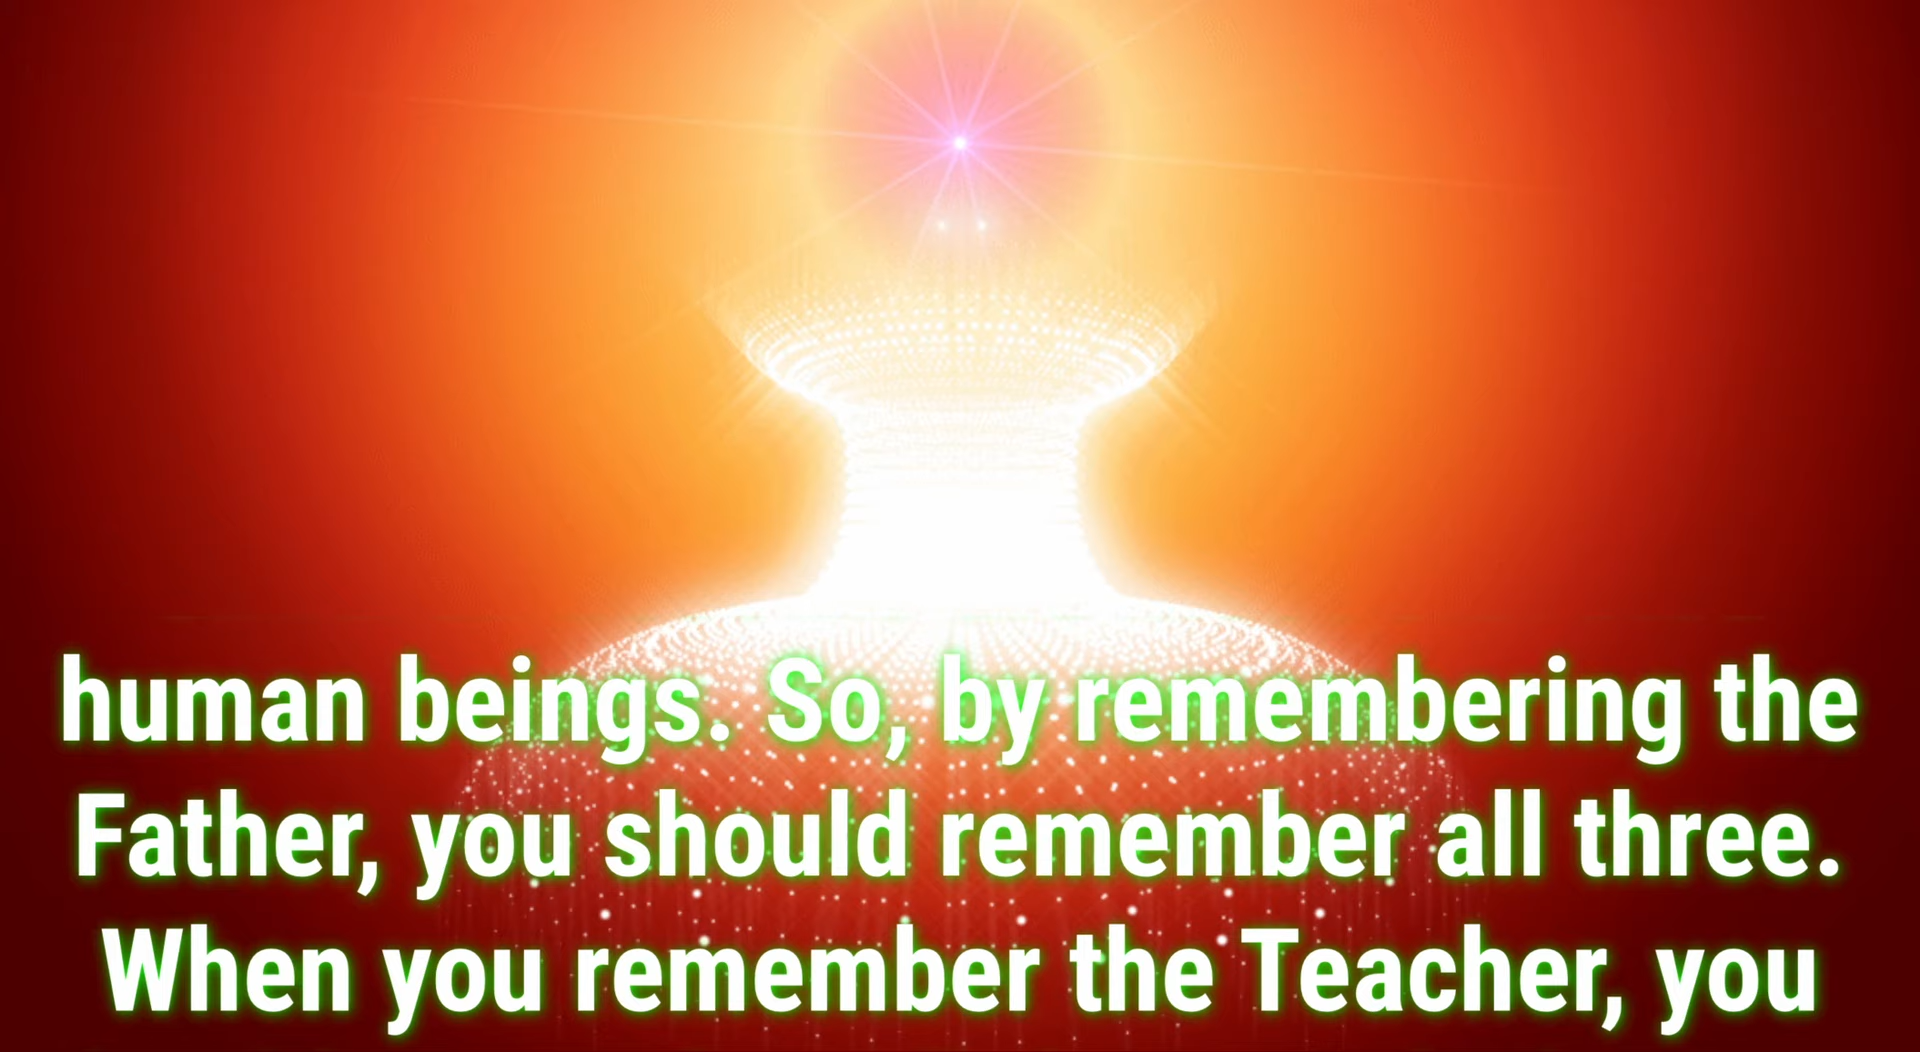 human beings. So, by remembering the
Father, you should remember all three.
When you remember the Teacher, you